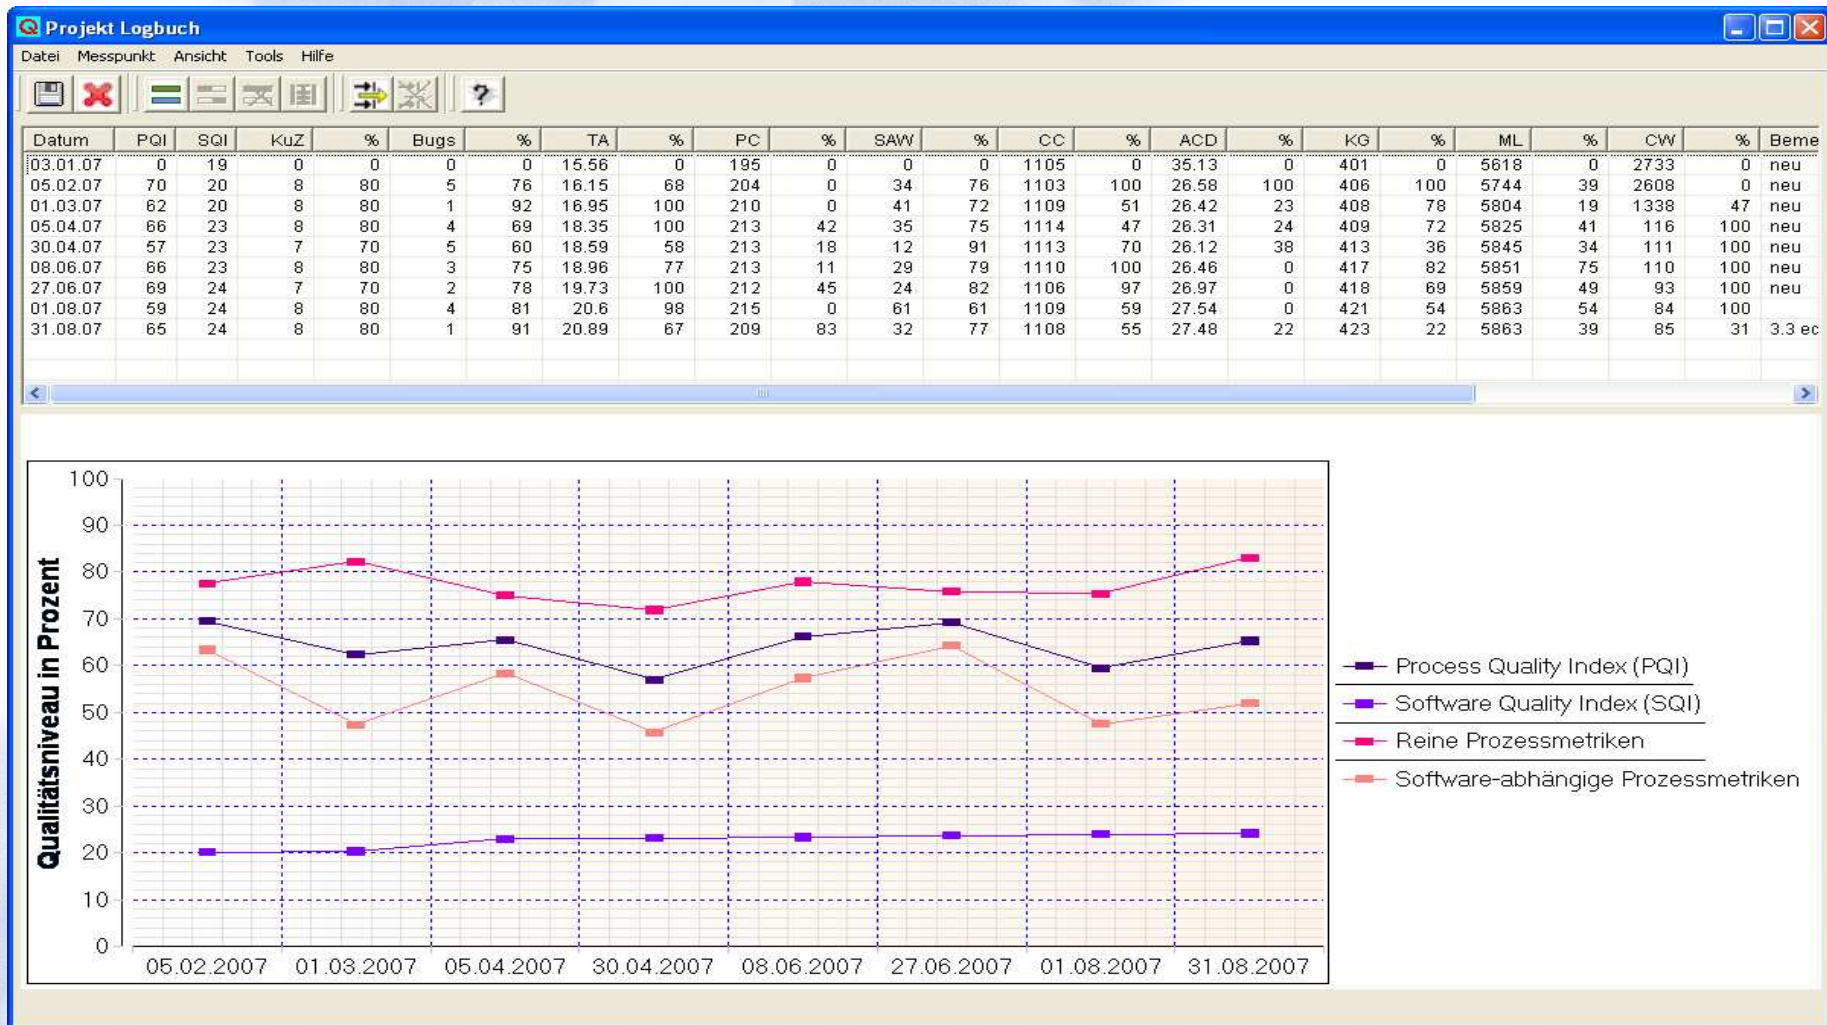 Projekt Logbuch
Datei Messpunkt Ansicht Tools Hilfe
Datum PQI SQI KuZ % Bugs % TA % PC % SAW % CC % ACD % KG % ML % CW % Beme
03.01.07 0 19 0 0 0 0 15.56 0 195 0 0 0 1105 0 35.13 0 401 0 5618 0 2733 0 neu
05.02.07 70 20 8 80 5 76 16.15 68 204 0 34 76 1103 100 26.58 100 406 100 5744 39 2608 0 neu
01.03.07 62 20 8 80 1 92 16.95 100 210 0 41 72 1109 51 26.42 23 408 78 5804 19 1338 47 neu
05.04.07 66 23 8 80 4 69 18.35 100 213 42 35 75 1114 47 26.31 24 409 72 5825 41 116 100 neu
30.04.07 57 23 7 70 5 60 18.59 58 213 18 12 91 1113 70 26.12 38 413 36 5845 34 111 100 neu
08.06.07 66 23 8 80 3 75 18.96 77 213 11 29 79 1110 100 26.46 0 417 82 5851 75 110 100 neu
27.06.07 69 24 7 70 2 78 19.73 100 212 45 24 82 1106 97 26.97 0 418 69 5859 49 93 100 neu
01.08.07 59 24 8 80 4 81 20.6 98 215 0 61 61 1109 59 27.54 0 421 54 5863 54 84 100
31.08.07 65 24 8 80 1 91 20.89 67 209 83 32 77 1108 55 27.48 22 423 22 5863 39 85 31 3.3 ec
Qualitätsniveau in Prozent
100
90
80
70
60
50
40
30
20
10
0
05.02.2007 01.03.2007 05.04.2007 30.04.2007 08.06.2007 27.06.2007 01.08.2007 31.08.2007
Process Quality Index (PQI)
Software Quality Index (SQI)
Reine Prozessmetriken
Software-abhängige Prozessmetriken